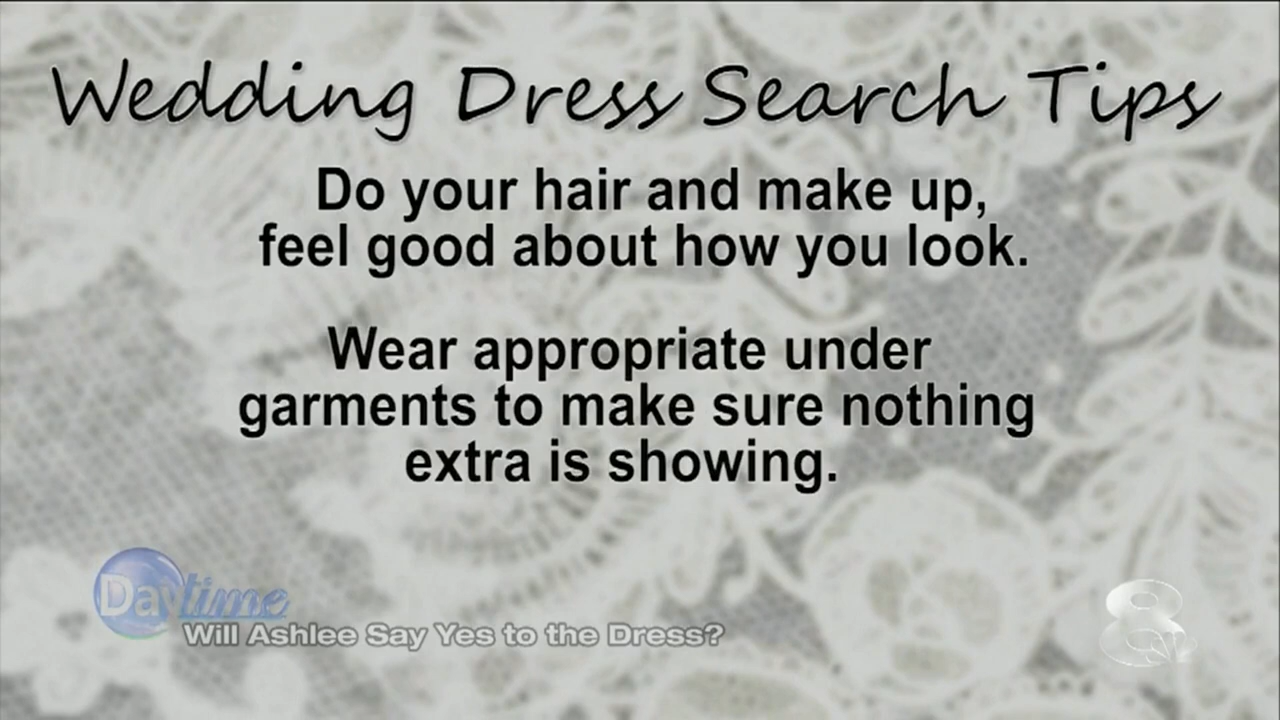 Wedding Dress Search Tips
Do your hair and make up,
feel good about how you look.
Wear appropriate under
garments to make sure nothing
extra is showing.
Daytime
Will Ashlee Say Yes to the Dress?
8